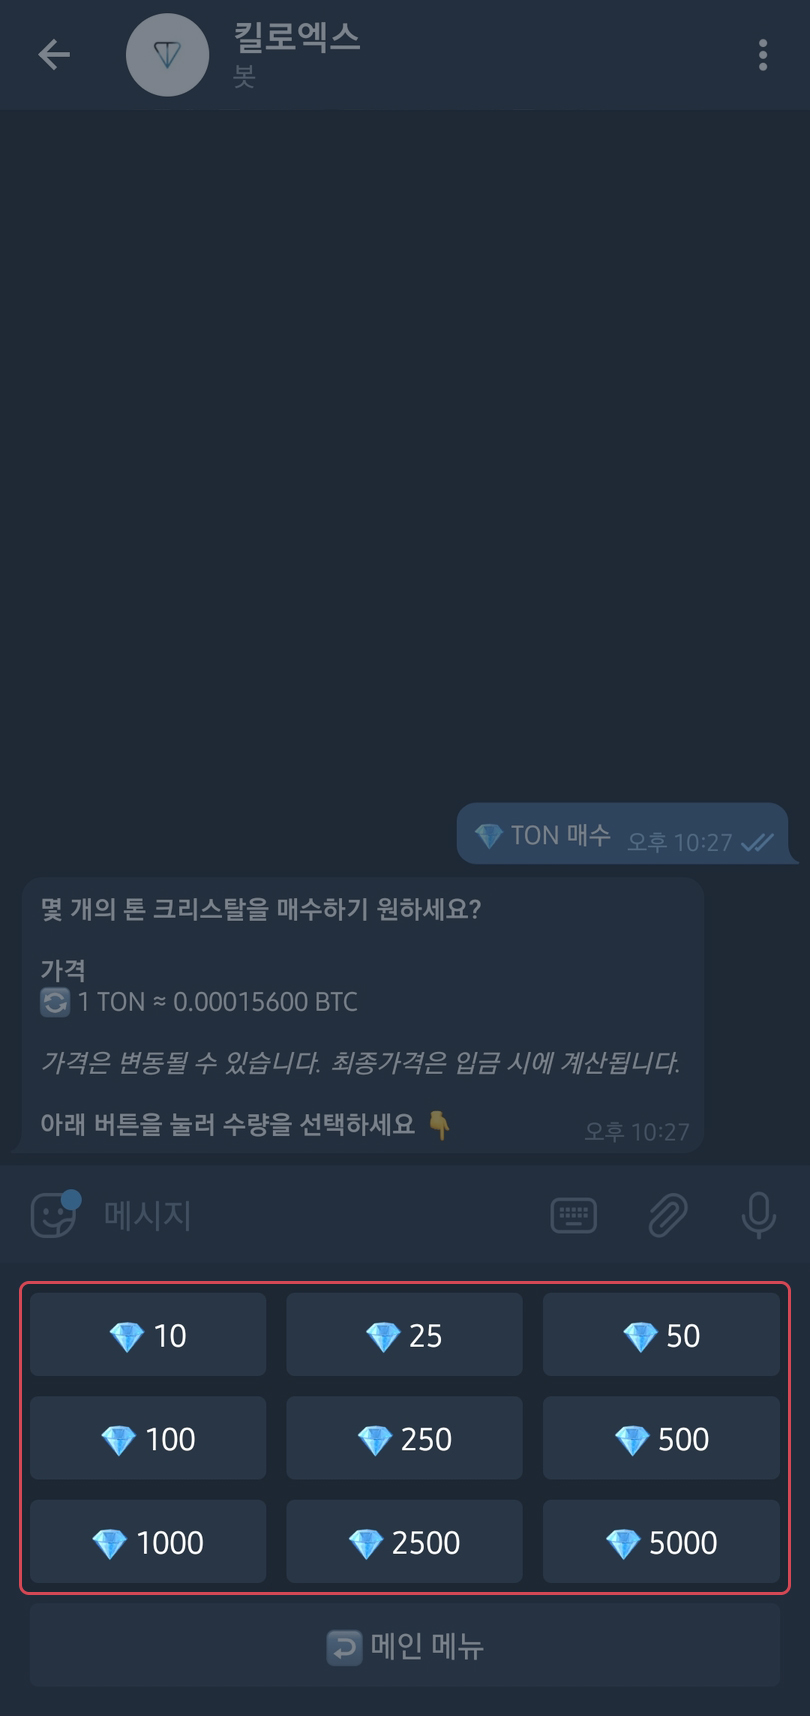 킬로엑스
봇
TON 매수 오후 10:27
몇 개의 톤 크리스탈을 매수하기 원하세요?
가격
1 TON ≈ 0.00015600 BTC
가격은 변동될 수 있습니다. 최종가격은 입금 시에 계산됩니다.
아래 버튼을 눌러 수량을 선택하세요 👇
오후 10:27
메시지
💎 10 💎 25 💎 50
💎 100 💎 250 💎 500
💎 1000 💎 2500 💎 5000
메인 메뉴